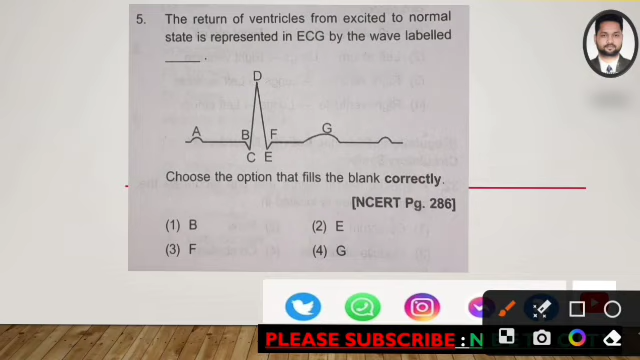 5. The return of ventricles from excited to normal
state is represented in ECG by the wave labelled
______ .
D
A B F G
C E
Choose the option that fills the blank correctly.
[NCERT Pg. 286]
(1) B (2) E
(3) F (4) G
PLEASE SUBSCRIBE : N